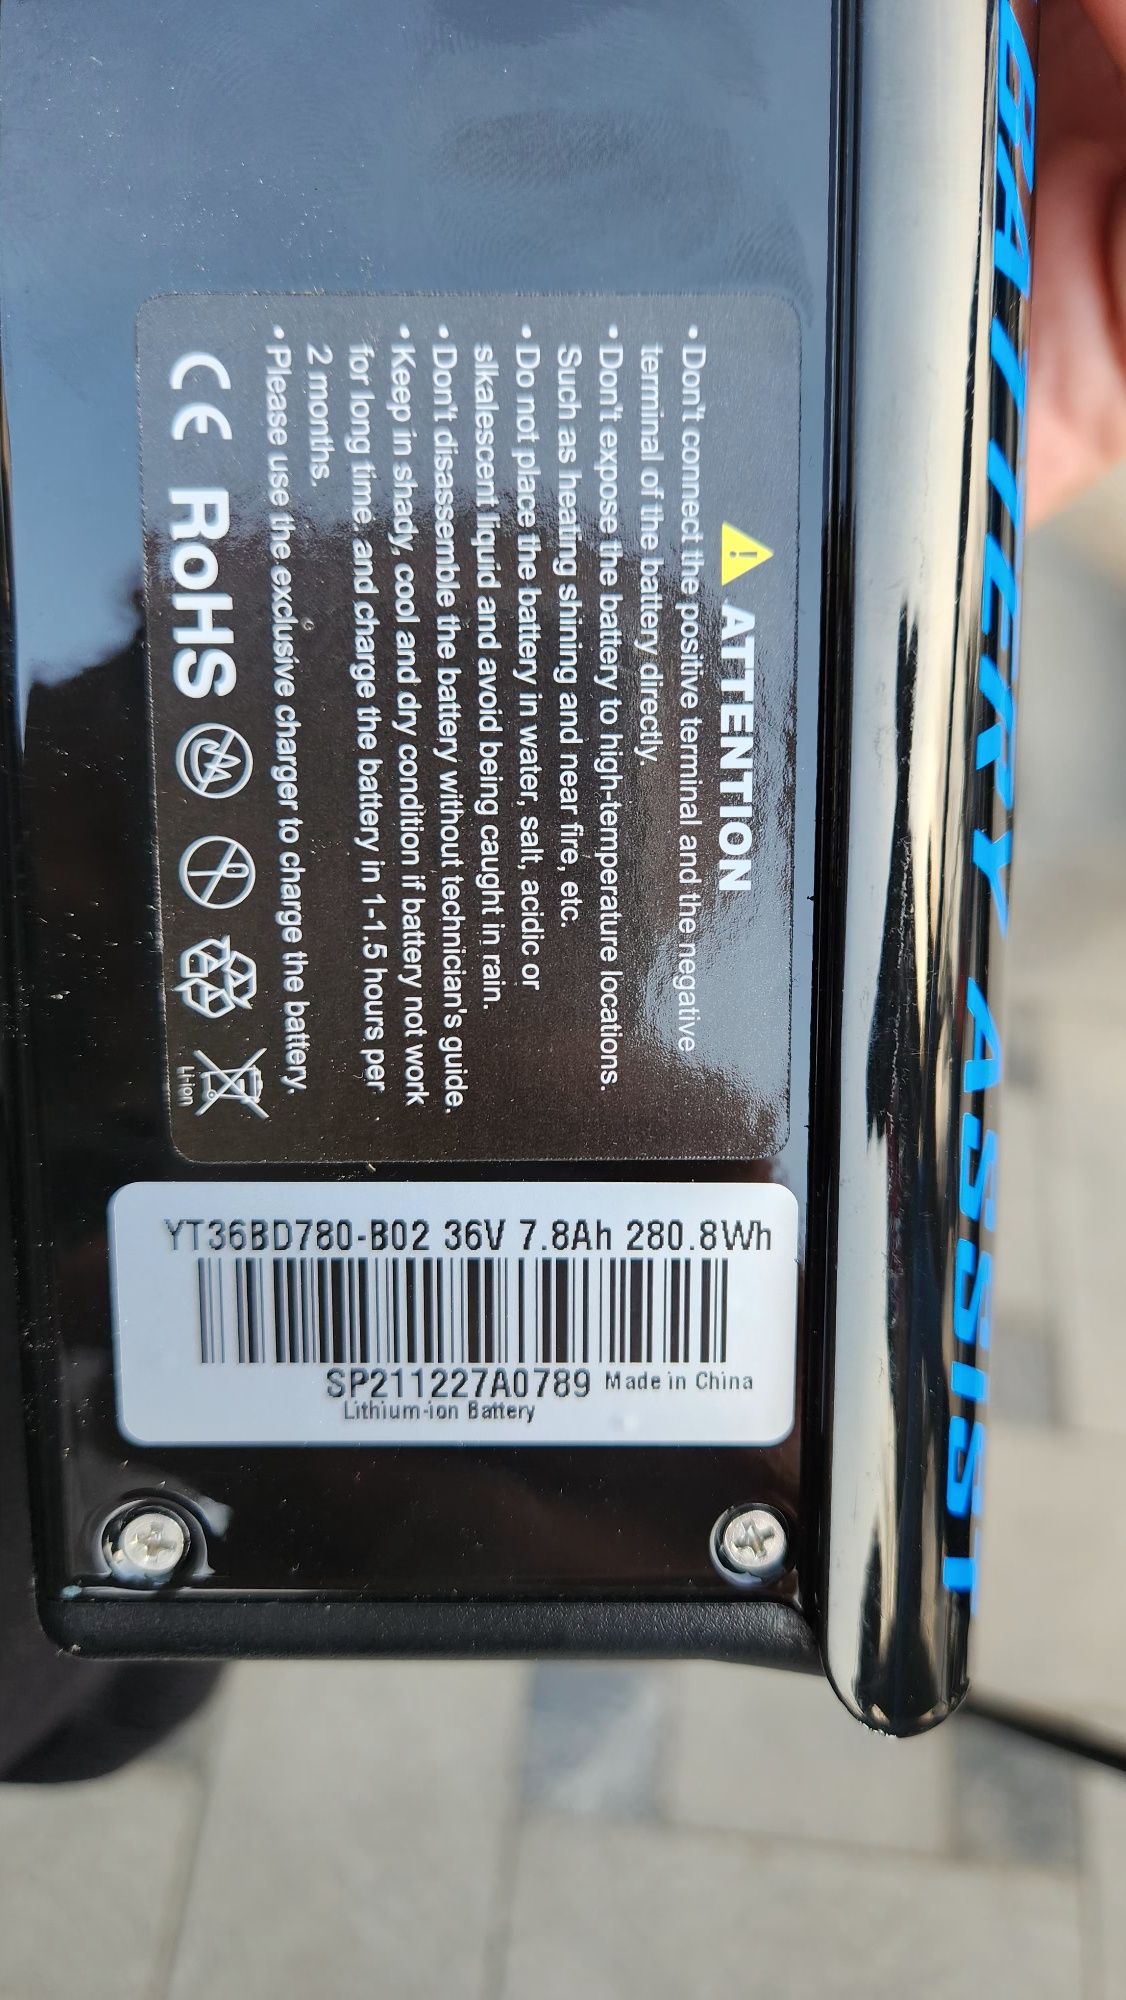 BATTERY ASSIST
ATTENTION
• Don't connect the positive terminal and the negative
terminal of the battery directly.
• Don't expose the battery to high-temperature locations.
Such as heating shining and near fire, etc.
• Do not place the battery in water, salt, acidic or
slkalescent liquid and avoid being caught in rain.
• Don't disassemble the battery without technician's guide.
• Keep in shady, cool and dry condition if battery not work
for long time, and charge the battery in 1-1.5 hours per
2 months.
• Please use the exclusive charger to charge the battery.
CE RoHS
Li-ion
YT36BD780-B02 36V 7.8Ah 280.8Wh
SP211227A0789 Made in China
Lithium-ion Battery